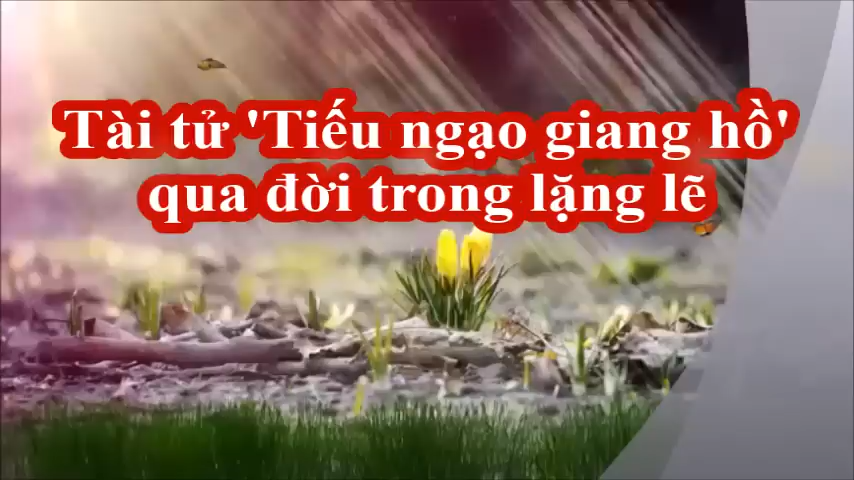 Tài tử 'Tiếu ngạo giang hồ'
qua đời trong lặng lẽ